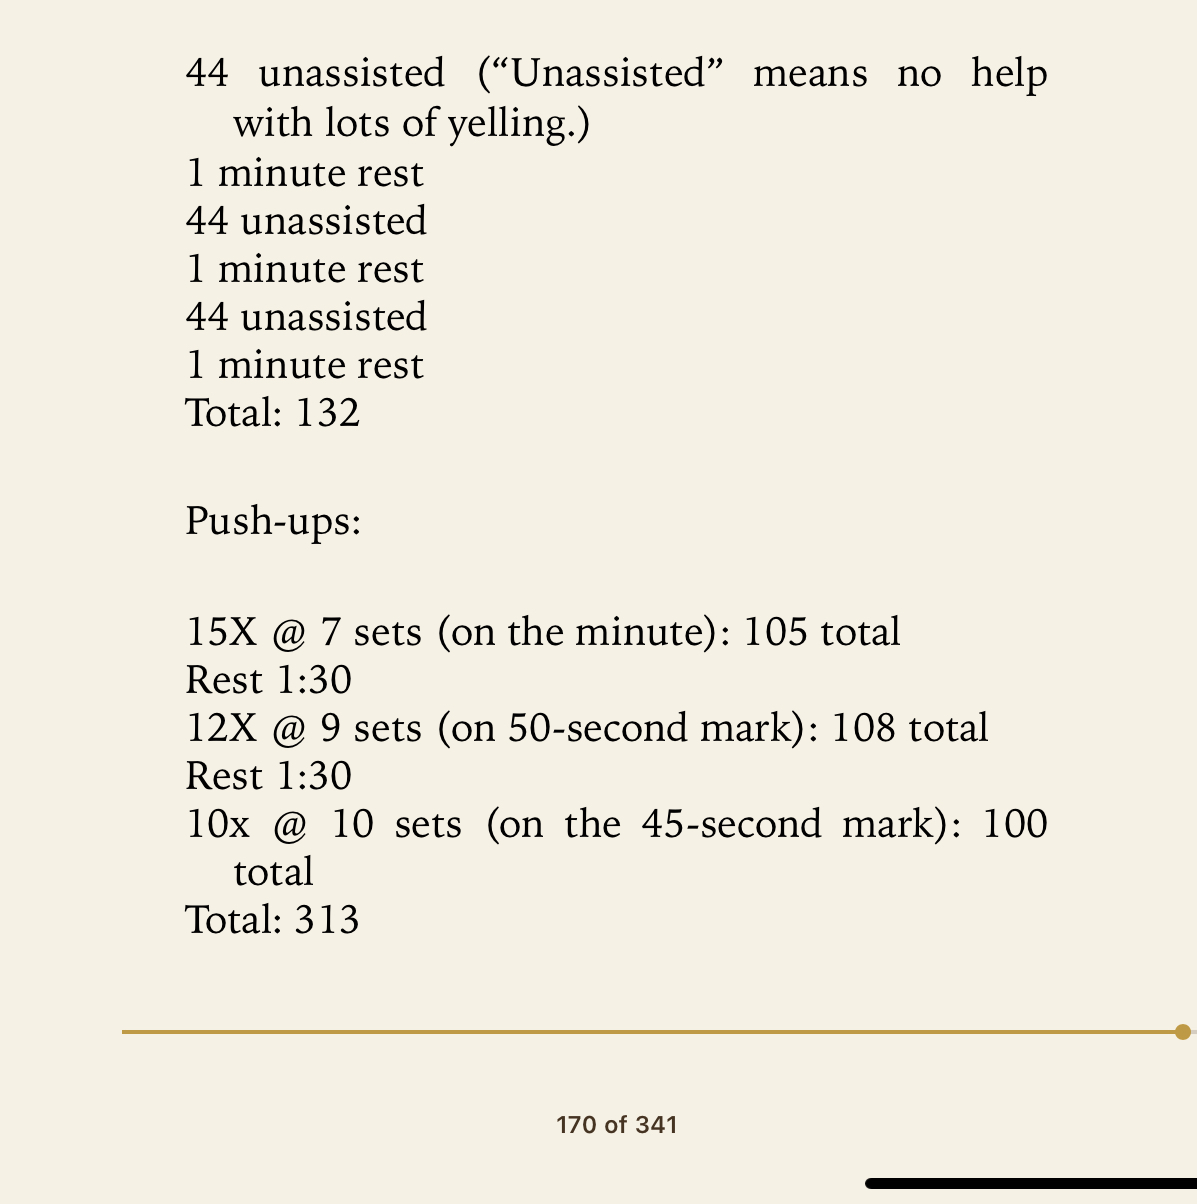 44 unassisted (“Unassisted” means no help
with lots of yelling.)
1 minute rest
44 unassisted
1 minute rest
44 unassisted
1 minute rest
Total: 132
Push-ups:
15X @ 7 sets (on the minute): 105 total
Rest 1:30
12X @ 9 sets (on 50-second mark): 108 total
Rest 1:30
10x @ 10 sets (on the 45-second mark): 100
total
Total: 313
170 of 341